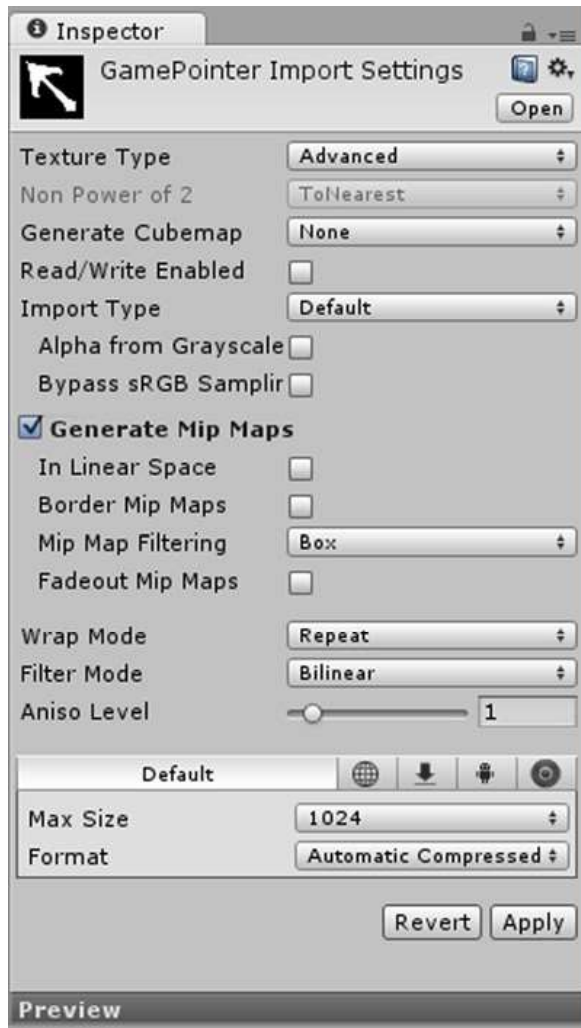 Inspector
GamePointer Import Settings
Open
Texture Type Advanced
Non Power of 2 ToNearest
Generate Cubemap None
Read/Write Enabled
Import Type Default
Alpha from Grayscale
Bypass sRGB Samplin
Generate Mip Maps
In Linear Space
Border Mip Maps
Mip Map Filtering Box
Fadeout Mip Maps
Wrap Mode Repeat
Filter Mode Bilinear
Aniso Level 1
Default
Max Size 1024
Format Automatic Compressed
Revert Apply
Preview